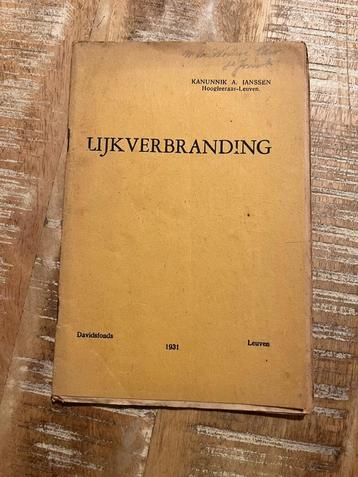 KANUNNIK A. JANSSEN
Hoogleeraar-Leuven.
LIJKVERBRANDING
Davidsfonds
1931
Leuven